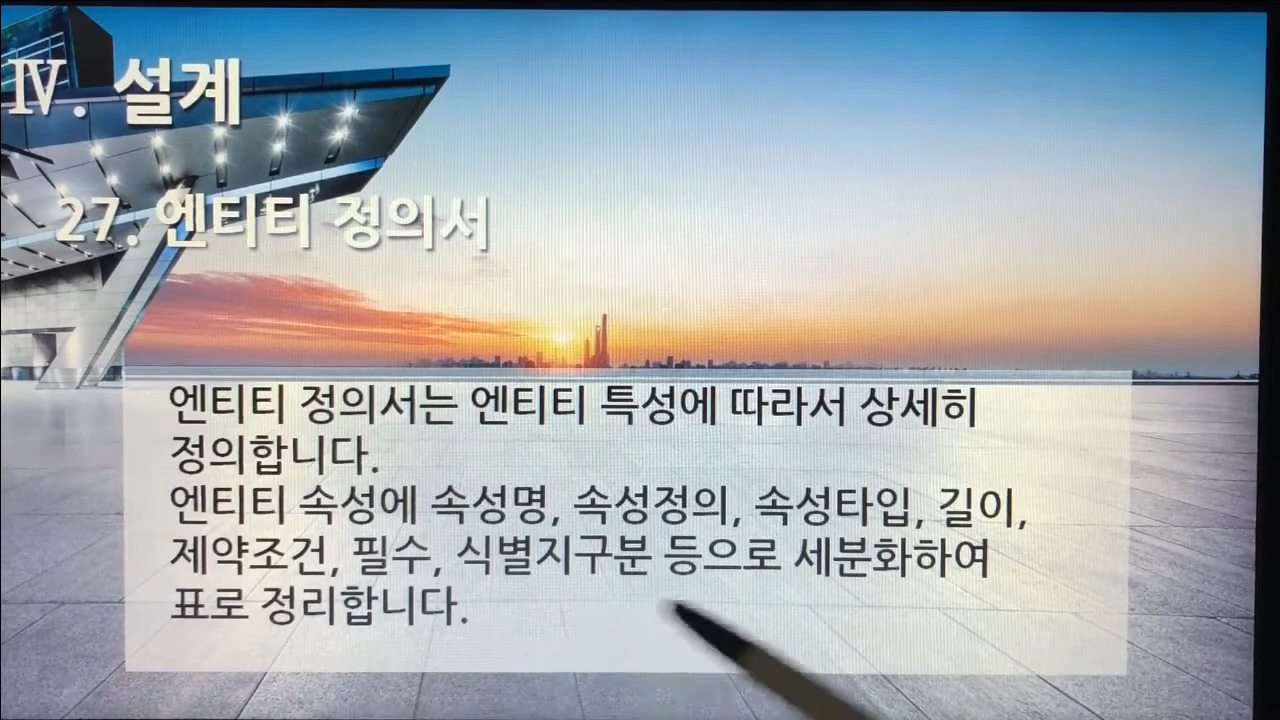 Ⅳ. 설계
27. 엔티티 정의서
엔티티 정의서는 엔티티 특성에 따라서 상세히
정의합니다.
엔티티 속성에 속성명, 속성정의, 속성타입, 길이,
제약조건, 필수, 식별지구분 등으로 세분화하여
표로 정리합니다.